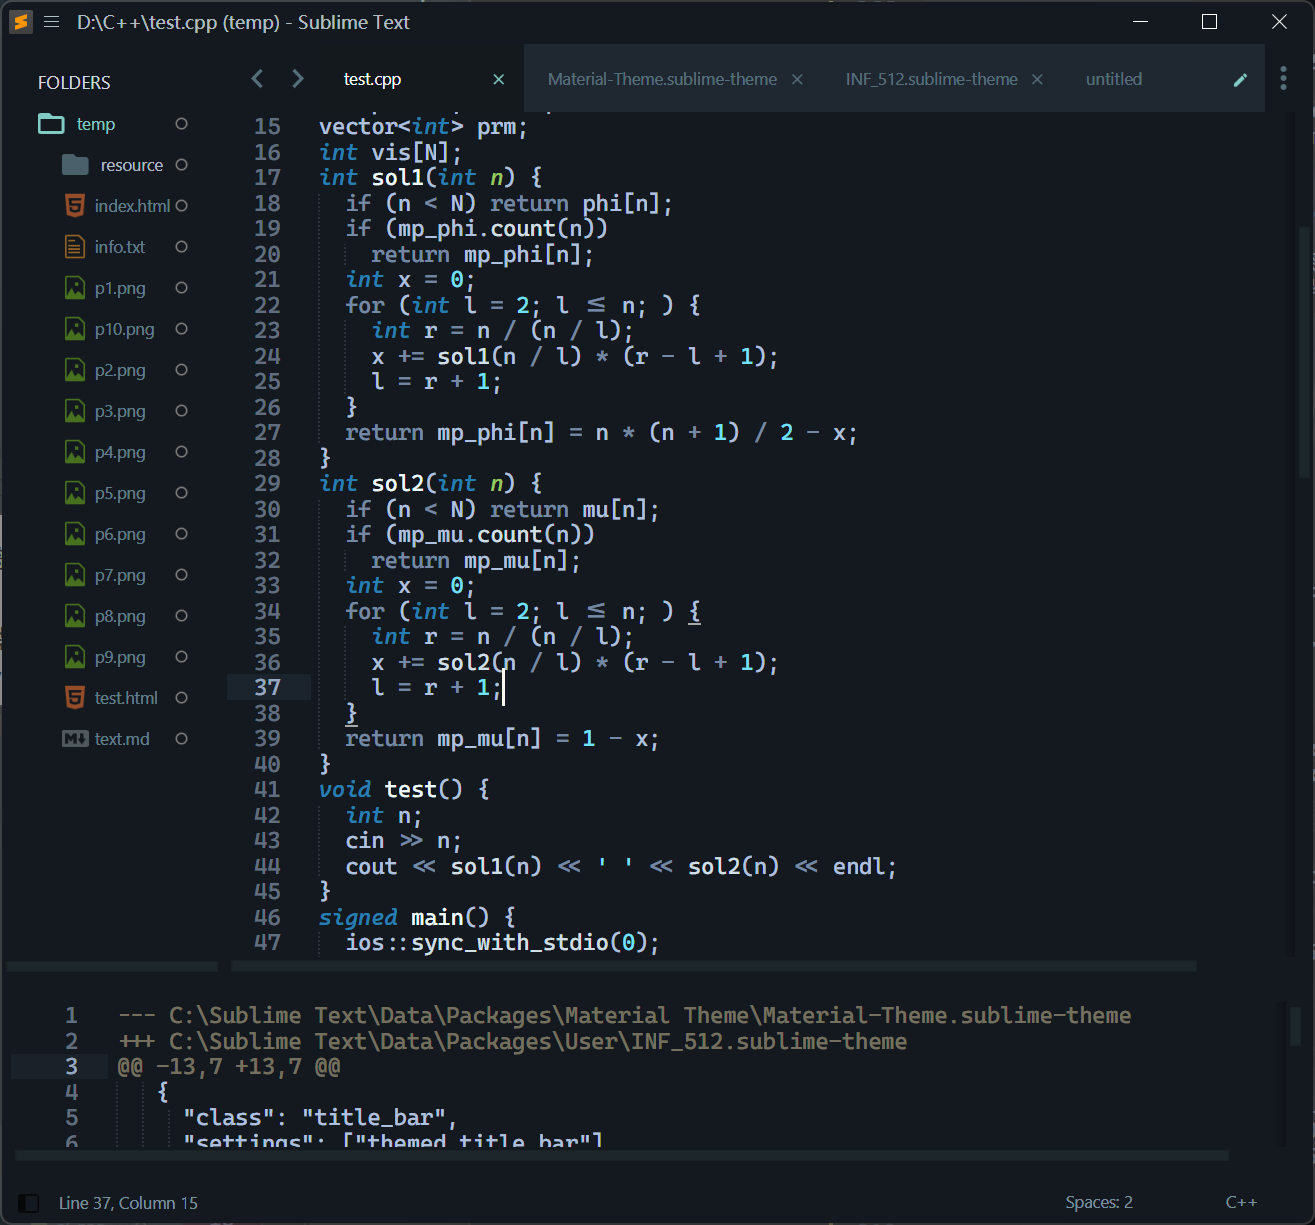 D:\C++\test.cpp (temp) - Sublime Text
FOLDERS
temp
resource
index.html
info.txt
p1.png
p10.png
p2.png
p3.png
p4.png
p5.png
p6.png
p7.png
p8.png
p9.png
test.html
text.md
test.cpp
Material-Theme.sublime-theme
INF_512.sublime-theme
untitled
15 vector<int> prm;
16 int vis[N];
17 int sol1(int n) {
18 if (n < N) return phi[n];
19 if (mp_phi.count(n))
20 return mp_phi[n];
21 int x = 0;
22 for (int l = 2; l ≤ n; ) {
23 int r = n / (n / l);
24 x += sol1(n / l) * (r - l + 1);
25 l = r + 1;
26 }
27 return mp_phi[n] = n * (n + 1) / 2 - x;
28 }
29 int sol2(int n) {
30 if (n < N) return mu[n];
31 if (mp_mu.count(n))
32 return mp_mu[n];
33 int x = 0;
34 for (int l = 2; l ≤ n; ) {
35 int r = n / (n / l);
36 x += sol2(n / l) * (r - l + 1);
37 l = r + 1;
38 }
39 return mp_mu[n] = 1 - x;
40 }
41 void test() {
42 int n;
43 cin >> n;
44 cout << sol1(n) << ' ' << sol2(n) << endl;
45 }
46 signed main() {
47 ios::sync_with_stdio(0);
1 --- C:\Sublime Text\Data\Packages\Material Theme\Material-Theme.sublime-theme
2 +++ C:\Sublime Text\Data\Packages\User\INF_512.sublime-theme
3 @@ -13,7 +13,7 @@
4 {
5 "class": "title_bar",
6 "settings": ["themed_title_bar"]
Line 37, Column 15
Spaces: 2
C++